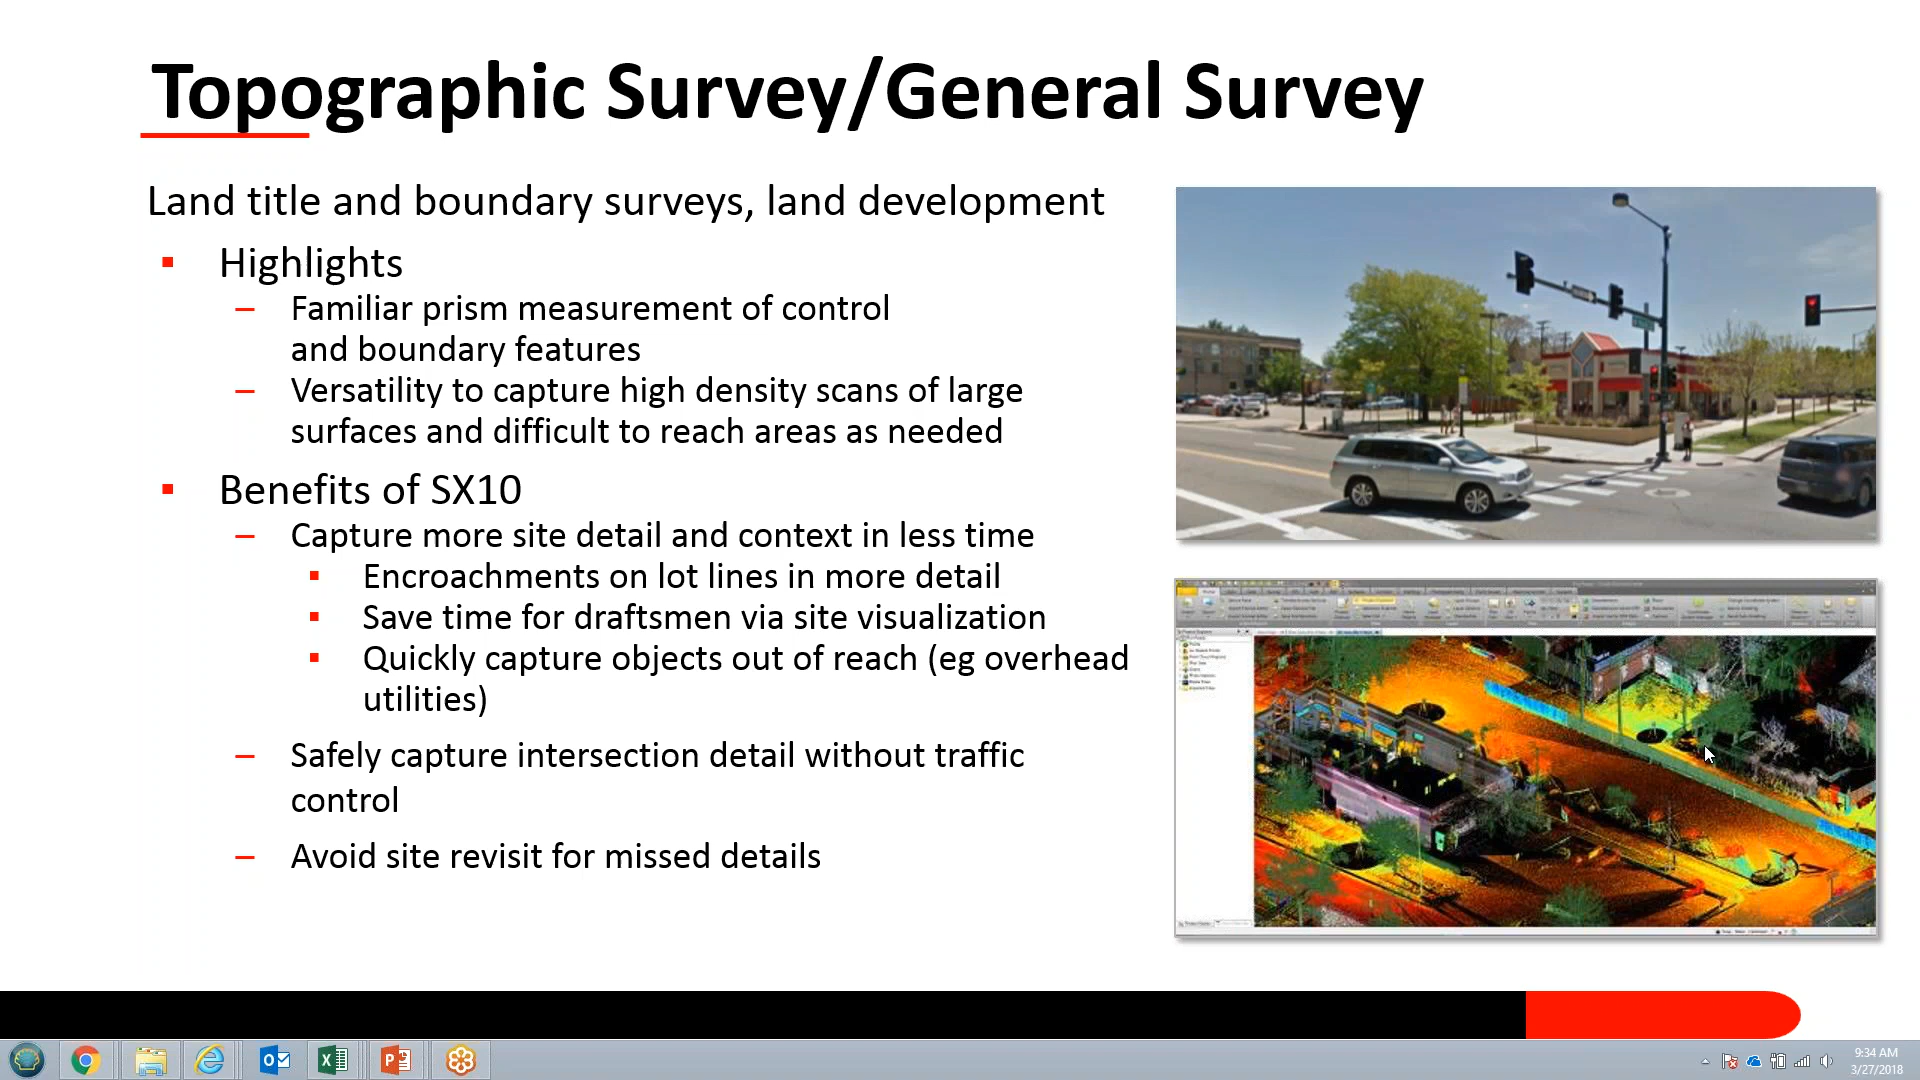 Topographic Survey/General Survey
Land title and boundary surveys, land development
Highlights
– Familiar prism measurement of control
and boundary features
– Versatility to capture high density scans of large
surfaces and difficult to reach areas as needed
Benefits of SX10
– Capture more site detail and context in less time
Encroachments on lot lines in more detail
Save time for draftsmen via site visualization
Quickly capture objects out of reach (eg overhead
utilities)
– Safely capture intersection detail without traffic
control
– Avoid site revisit for missed details
9:34 AM
3/27/2018